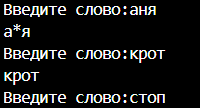 Введите слово:аня
а*я
Введите слово:крот
крот
Введите слово:стоп